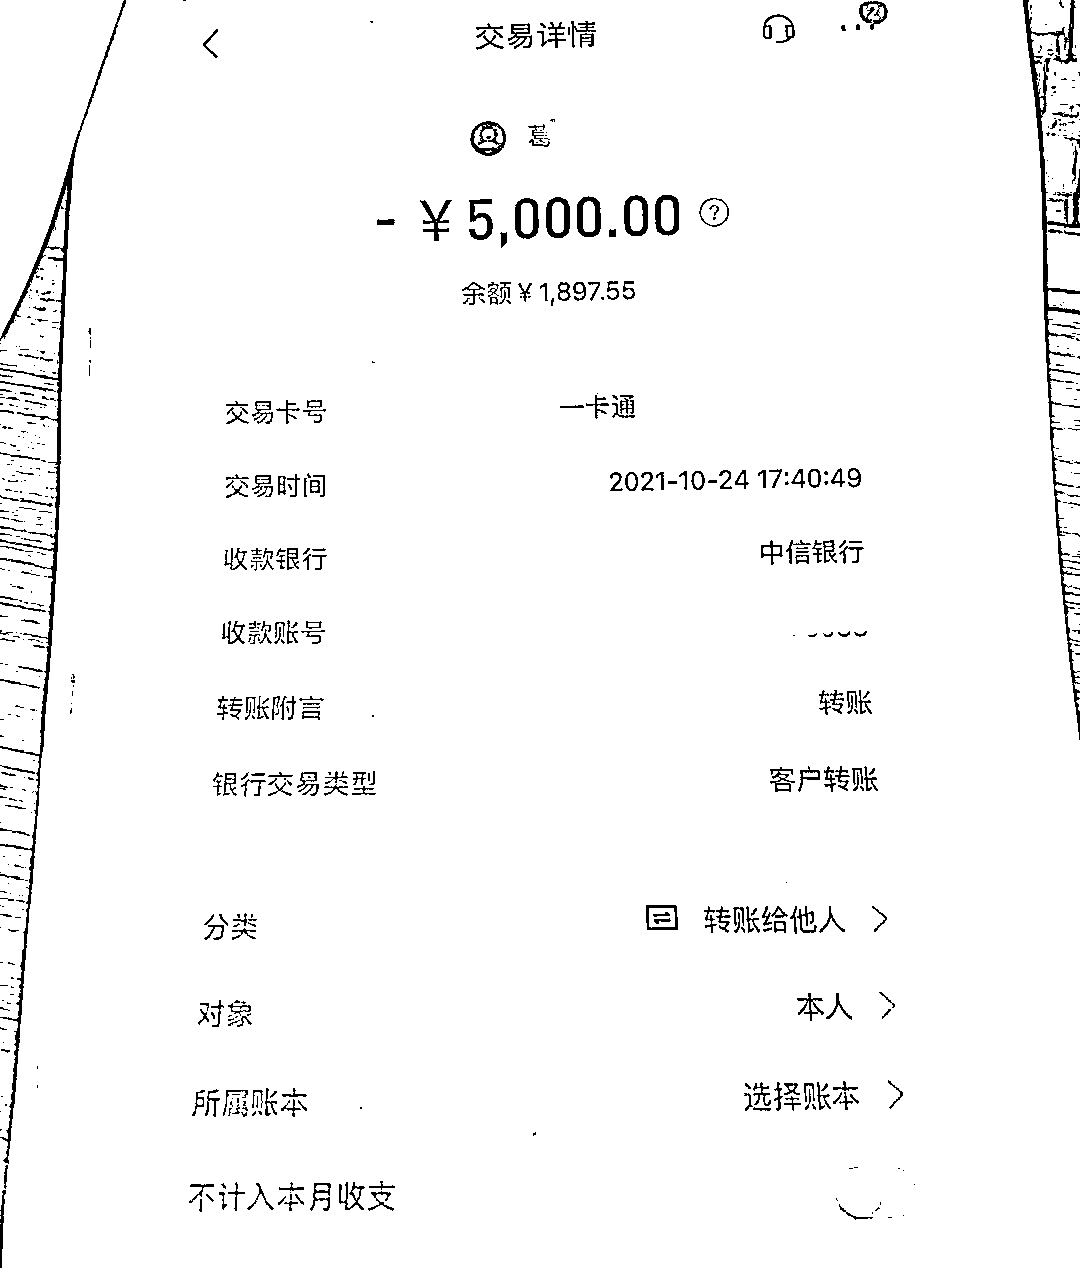 交易详情
葛
- ¥ 5,000.00
余额 ¥ 1,897.55
交易卡号 一卡通
交易时间 2021-10-24 17:40:49
收款银行 中信银行
收款账号
转账附言 转账
银行交易类型 客户转账
分类 转账给他人
对象 本人
所属账本 选择账本
不计入本月收支